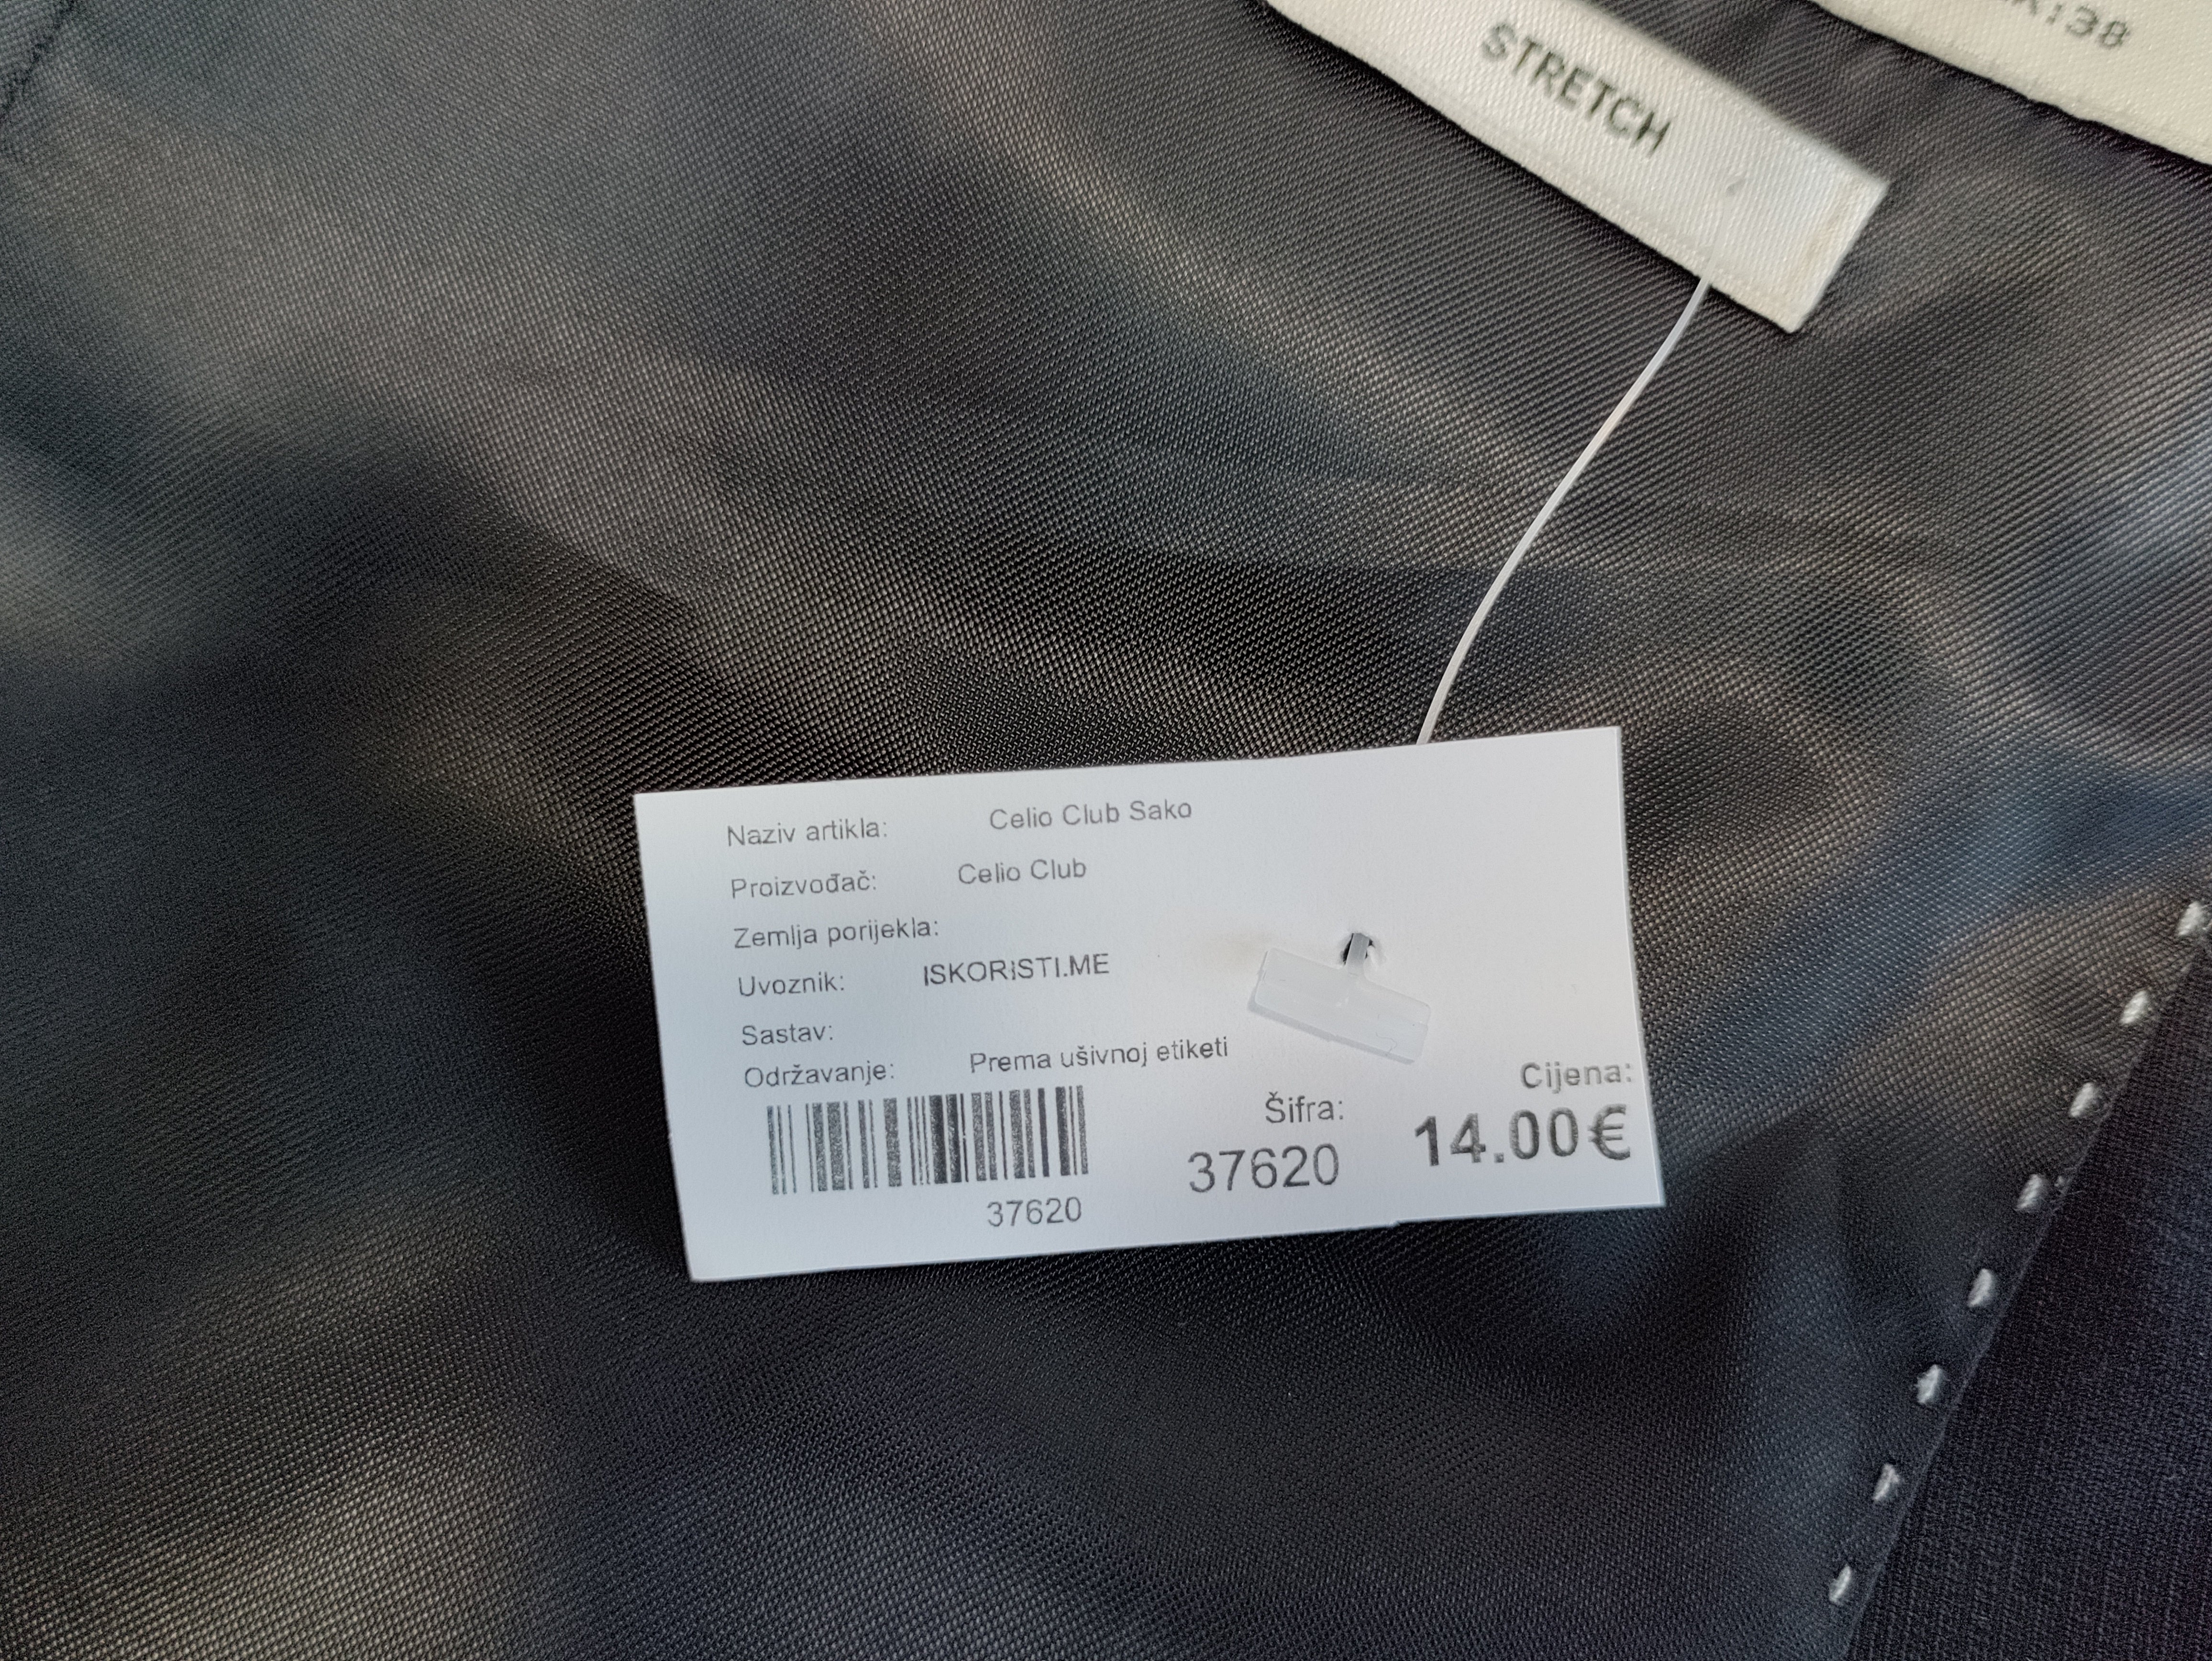 STRETCH
:38
Naziv artikla: Celio Club Sako
Proizvođač: Celio Club
Zemlja porijekla:
Uvoznik: ISKORISTI.ME
Sastav:
Održavanje: Prema ušivnoj etiketi
Šifra: Cijena:
37620 14.00€
37620